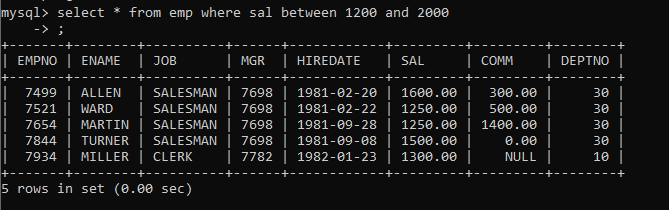 mysql> select * from emp where sal between 1200 and 2000
    -> ;
+-------+--------+----------+------+------------+---------+---------+--------+
| EMPNO | ENAME  | JOB      | MGR  | HIREDATE   | SAL     | COMM    | DEPTNO |
+-------+--------+----------+------+------------+---------+---------+--------+
|  7499 | ALLEN  | SALESMAN | 7698 | 1981-02-20 | 1600.00 |  300.00 |     30 |
|  7521 | WARD   | SALESMAN | 7698 | 1981-02-22 | 1250.00 |  500.00 |     30 |
|  7654 | MARTIN | SALESMAN | 7698 | 1981-09-28 | 1250.00 | 1400.00 |     30 |
|  7844 | TURNER | SALESMAN | 7698 | 1981-09-08 | 1500.00 |    0.00 |     30 |
|  7934 | MILLER | CLERK    | 7782 | 1982-01-23 | 1300.00 |    NULL |     10 |
+-------+--------+----------+------+------------+---------+---------+--------+
5 rows in set (0.00 sec)